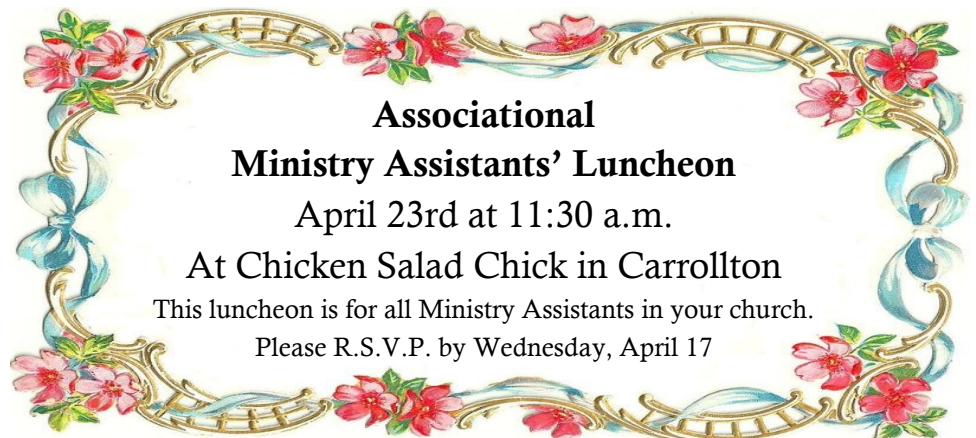 Associational
Ministry Assistants’ Luncheon
April 23rd at 11:30 a.m.
At Chicken Salad Chick in Carrollton
This luncheon is for all Ministry Assistants in your church.
Please R.S.V.P. by Wednesday, April 17